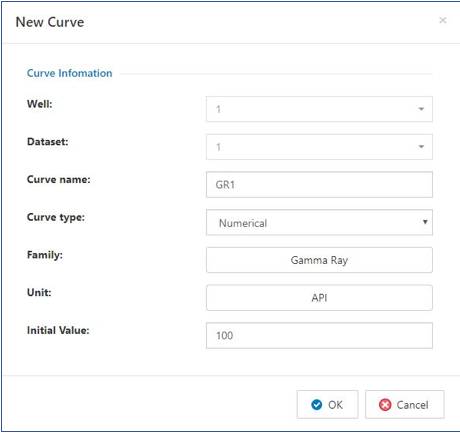 New Curve ×
Curve Infomation
Well: 1
Dataset: 1
Curve name: GR1
Curve type: Numerical
Family: Gamma Ray
Unit: API
Initial Value: 100
OK Cancel